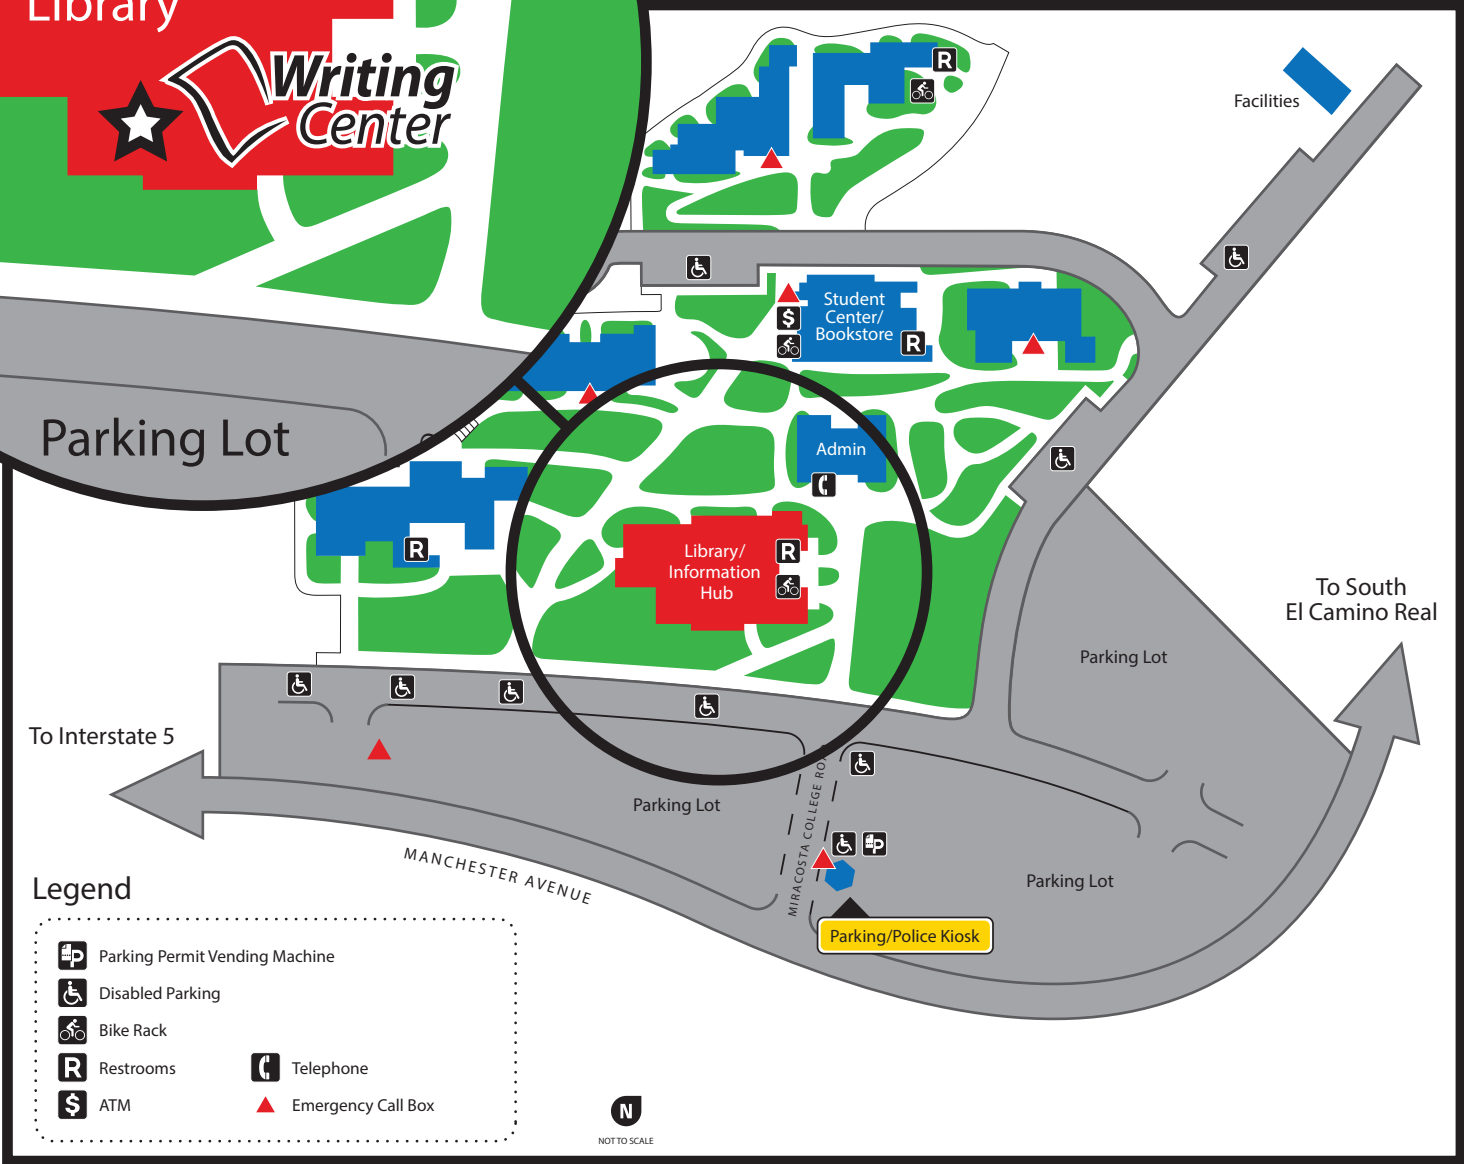 Library
Writing
Center
Parking Lot
R
Facilities
Student
Center/
Bookstore
$
R
Admin
R
Library/
Information
Hub
R
To South
El Camino Real
Parking Lot
To Interstate 5
Parking Lot
MIRACOSTA COLLEGE ROAD
P
MANCHESTER AVENUE
Parking Lot
Parking/Police Kiosk
Legend
P Parking Permit Vending Machine
Disabled Parking
Bike Rack
R Restrooms
Telephone
$ ATM
Emergency Call Box
N
NOT TO SCALE